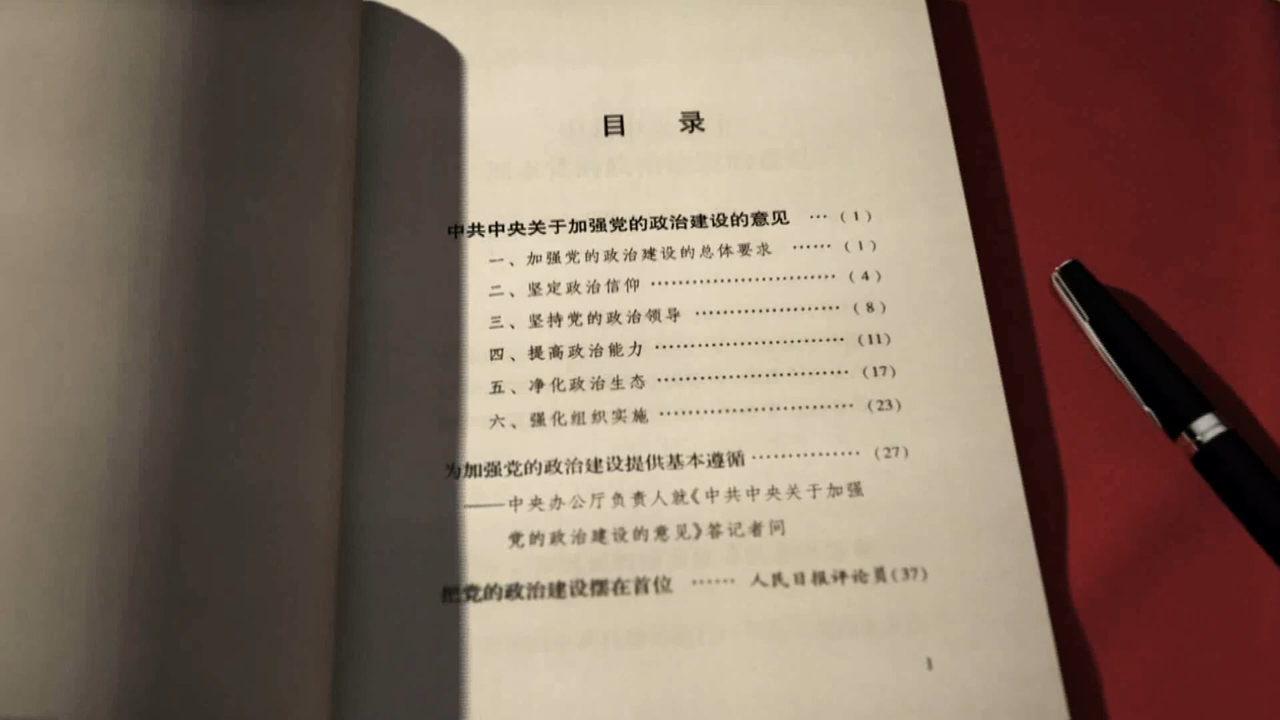 目 录
中共中央关于加强党的政治建设的意见 … (1)
一、加强党的政治建设的总体要求 …… (1)
二、坚定政治信仰 ………………………… (4)
三、坚持党的政治领导 …………………… (8)
四、提高政治能力 ………………………… (11)
五、净化政治生态 ………………………… (17)
六、强化组织实施 ………………………… (23)
为加强党的政治建设提供基本遵循 ………… (27)
——中央办公厅负责人就《中共中央关于加强
党的政治建设的意见》答记者问
把党的政治建设摆在首位 …… 人民日报评论员(37)
1